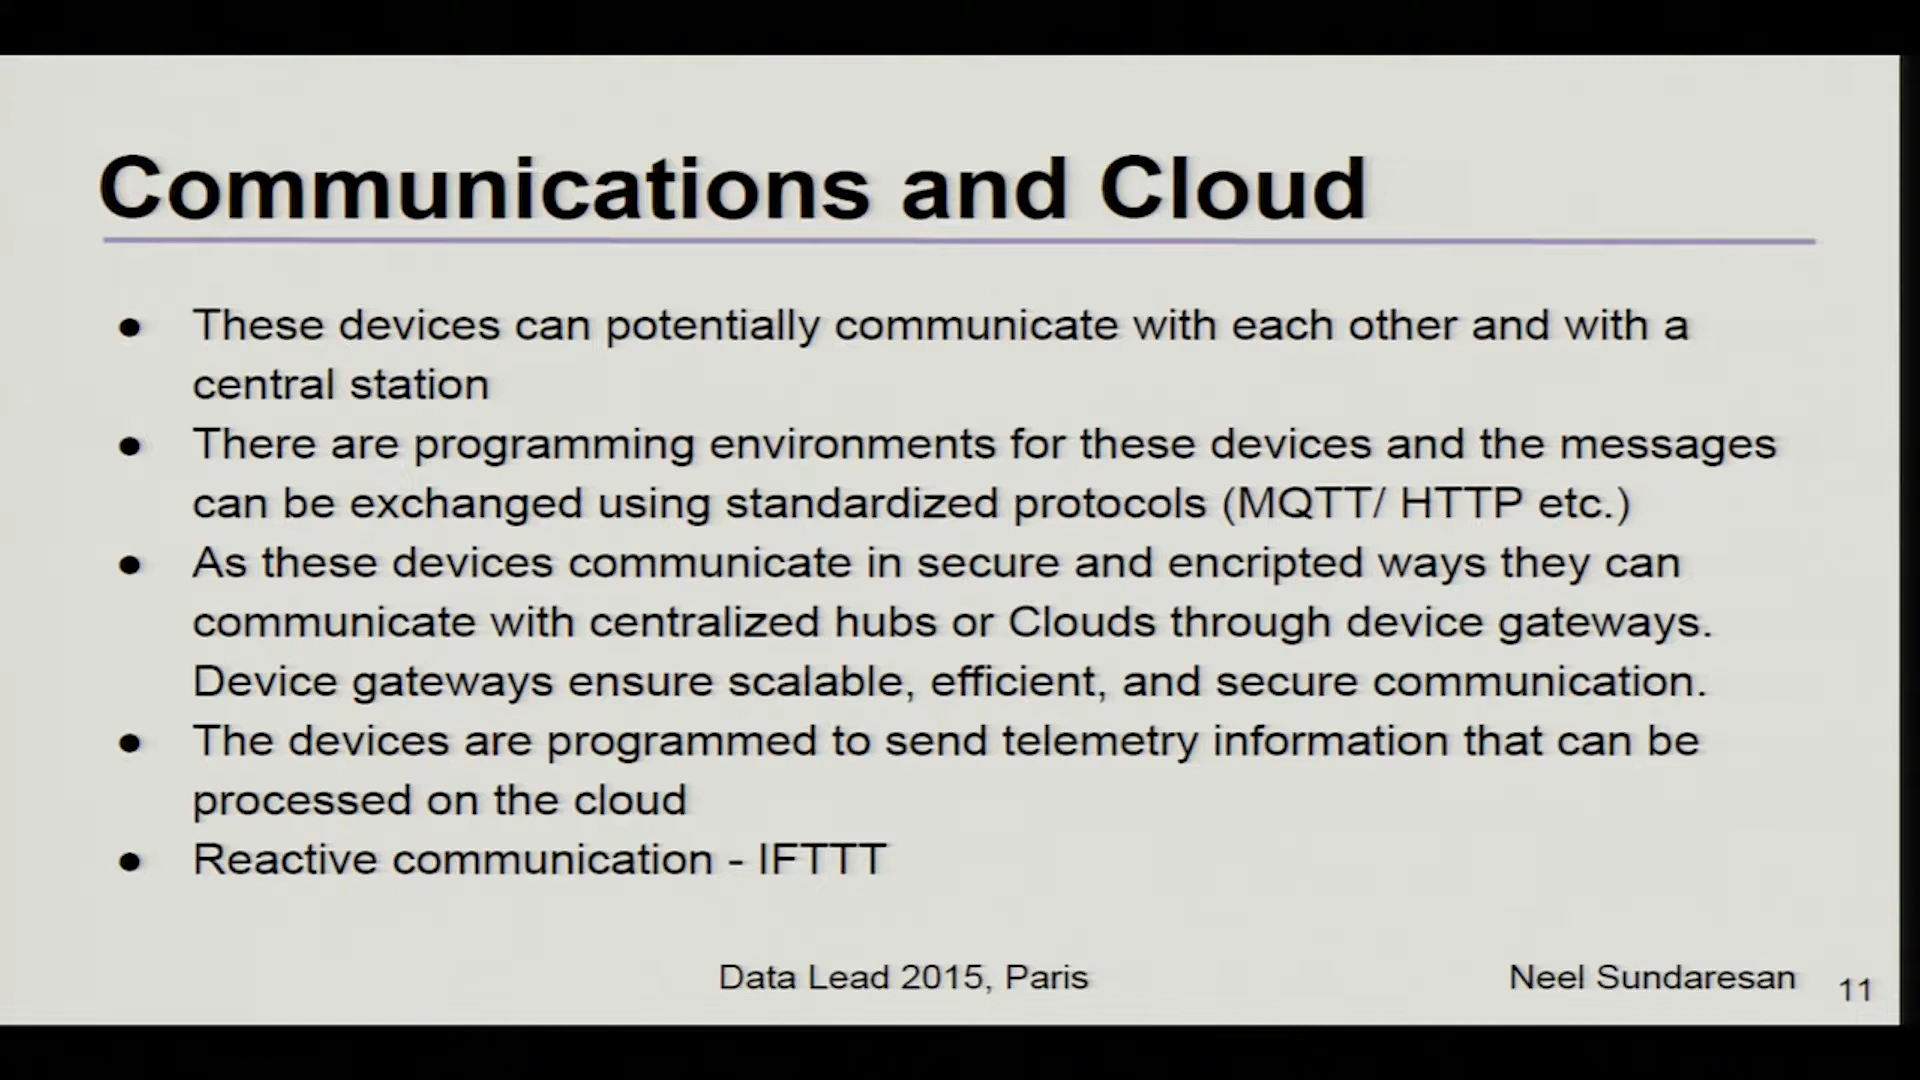 Communications and Cloud
● These devices can potentially communicate with each other and with a
central station
● There are programming environments for these devices and the messages
can be exchanged using standardized protocols (MQTT/ HTTP etc.)
● As these devices communicate in secure and encripted ways they can
communicate with centralized hubs or Clouds through device gateways.
Device gateways ensure scalable, efficient, and secure communication.
● The devices are programmed to send telemetry information that can be
processed on the cloud
● Reactive communication - IFTTT
Data Lead 2015, Paris
Neel Sundaresan
11